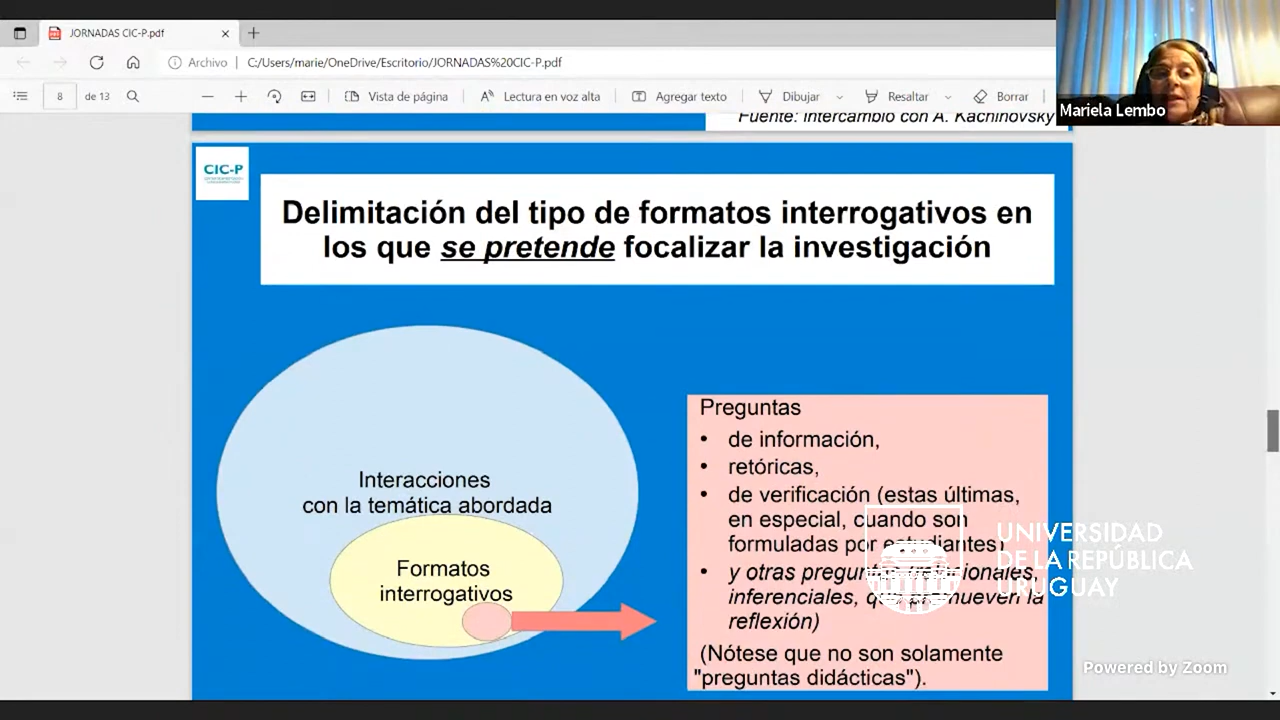 JORNADAS CIC-P.pdf
Archivo
C:/Users/marie/OneDrive/Escritorio/JORNADAS%20CIC-P.pdf
8 de 13
Vista de página
Lectura en voz alta
Agregar texto
Dibujar
Resaltar
Borrar
Mariela Lembo
Fuente: Intercambio con A. Kachinovsky
CIC-P
Delimitación del tipo de formatos interrogativos en
los que se pretende focalizar la investigación
Interacciones
con la temática abordada
Formatos
interrogativos
Preguntas
• de información,
• retóricas,
• de verificación (estas últimas,
en especial, cuando son
formuladas por estudiantes)
• y otras
inferenciales, la
reflexión)
(Nótese que no son solamente
"preguntas didácticas").
UNIVERSIDAD
DE LA REPÚBLICA
URUGUAY
Powered by Zoom